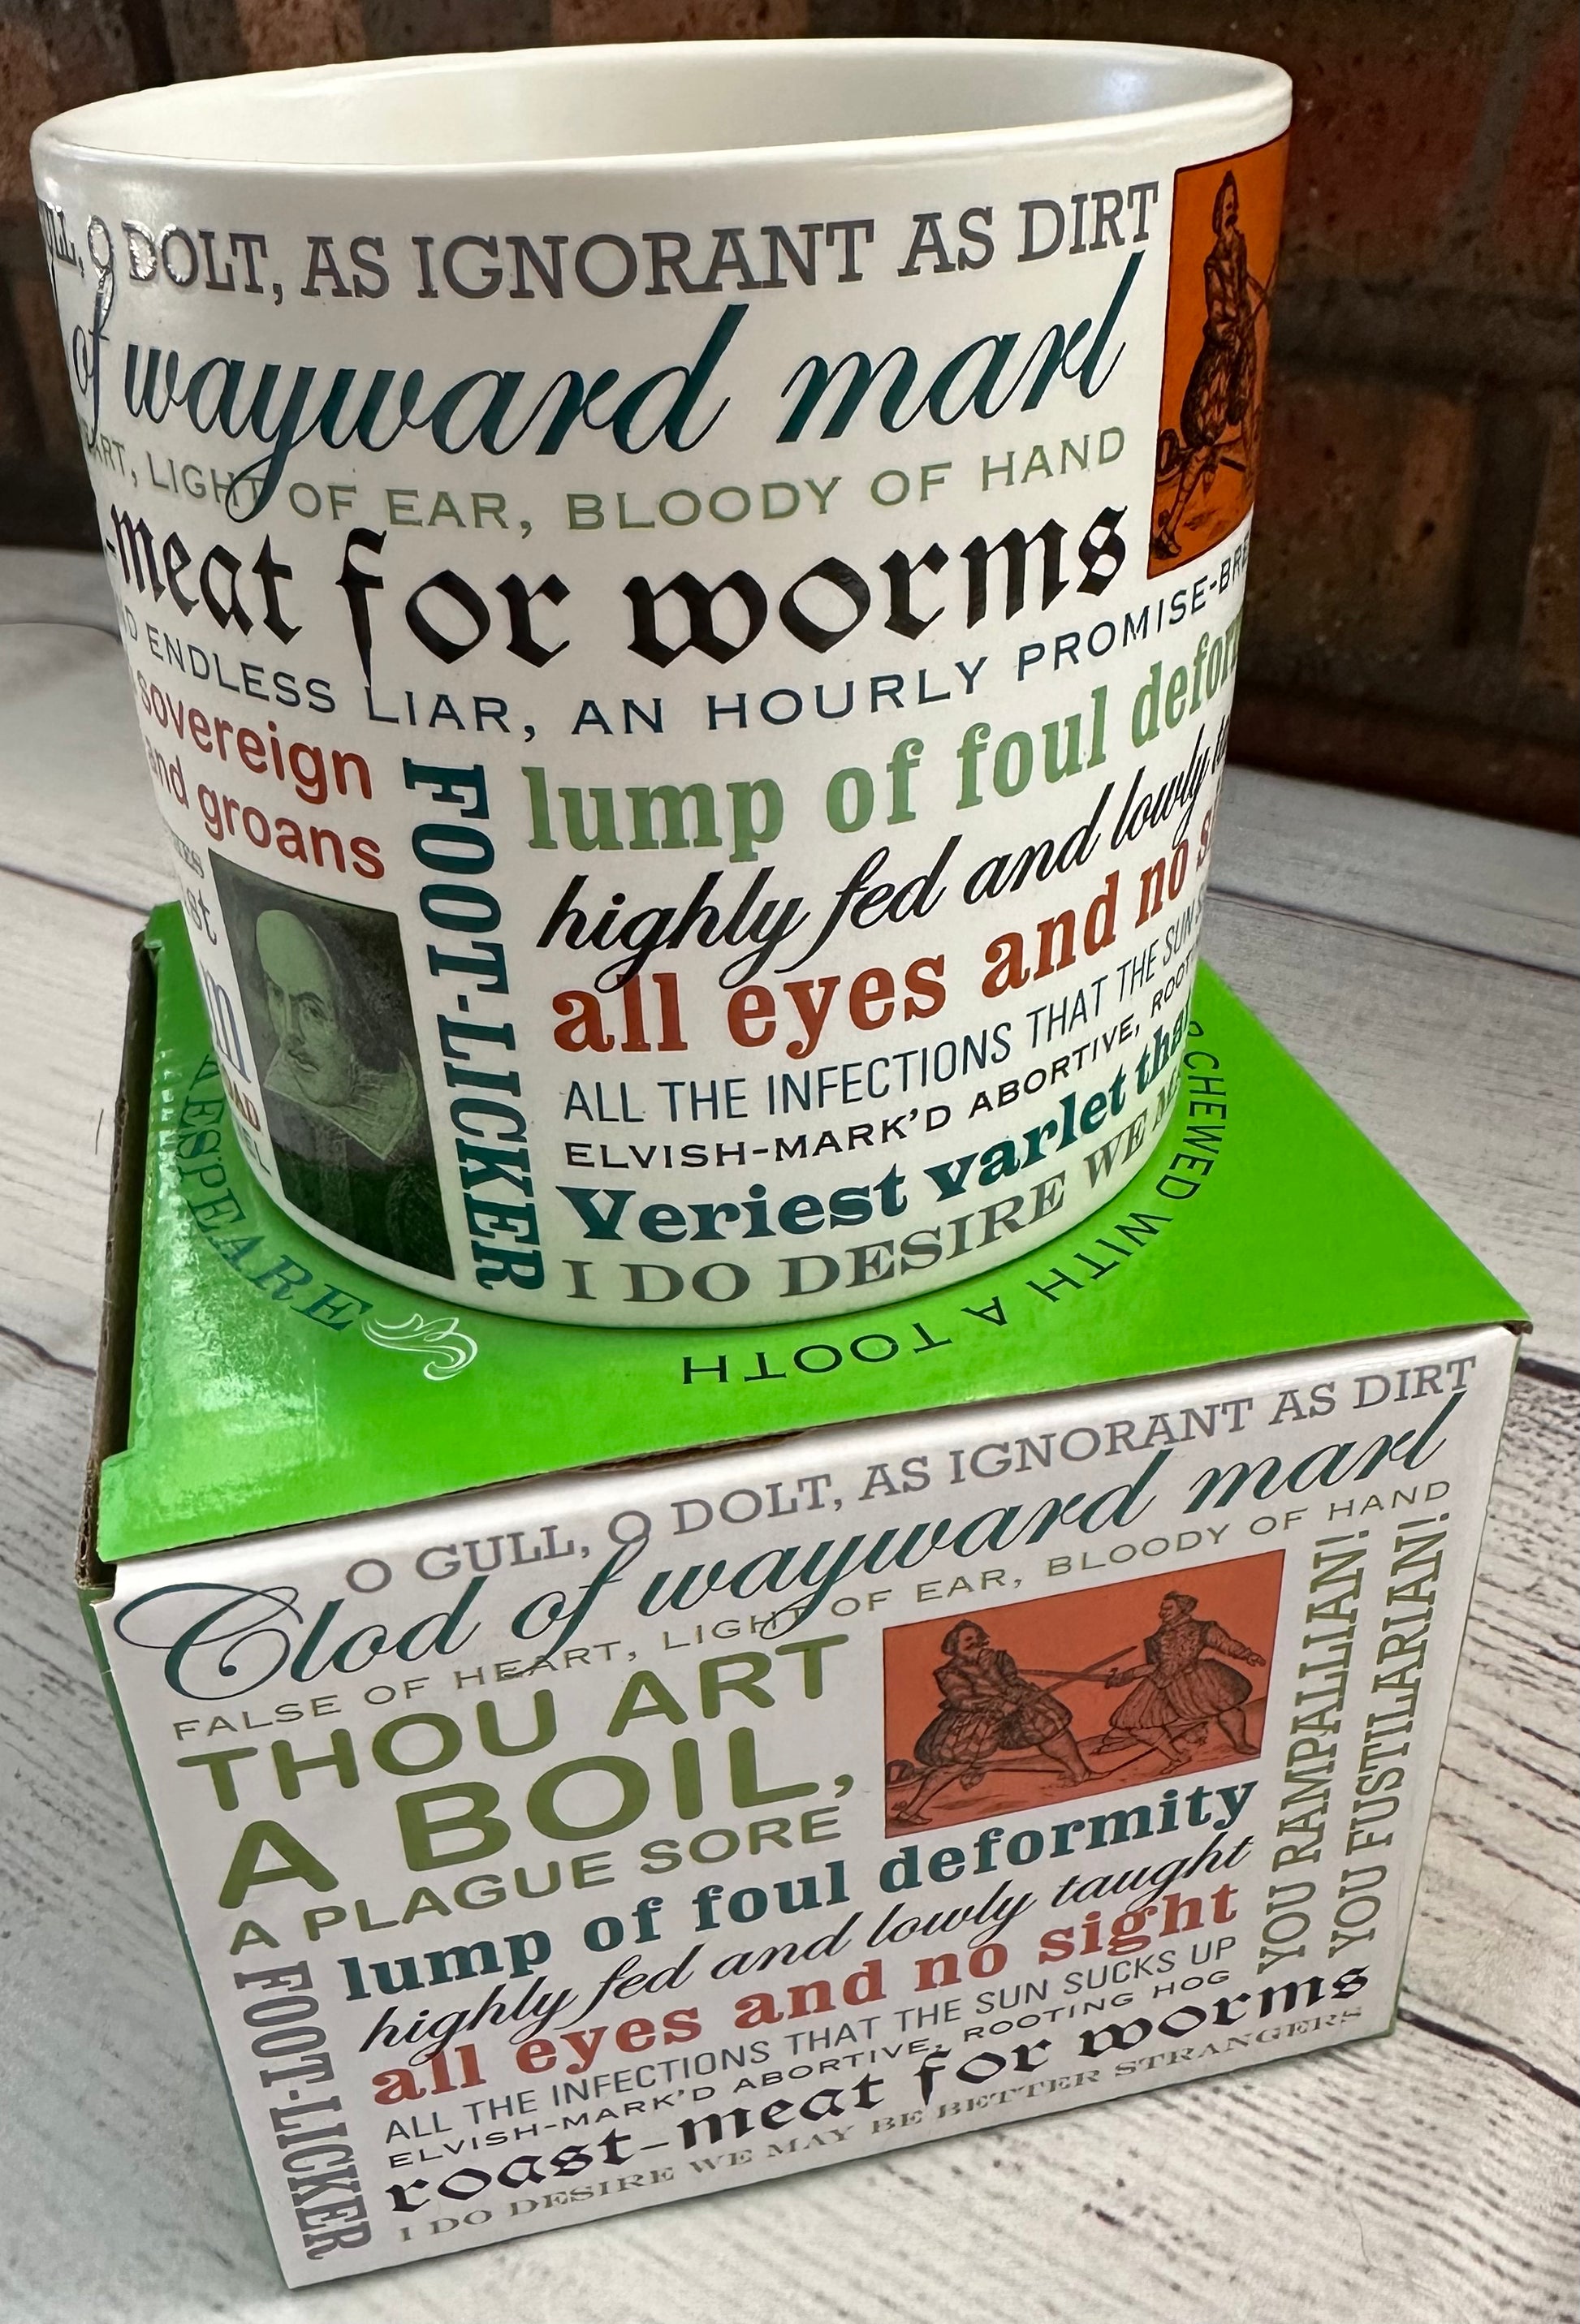 DOLT, AS IGNORANT AS DIRT
of wayward marl
LIGHT OF EAR, BLOODY OF HAND
-meat for worms
ENDLESS LIAR, AN HOURLY PROMISE-
sovereign
and groans
FOOT-LICKER
lump of foul
highly fed and lowly
all eyes and no
ALL THE INFECTIONS THAT THE SUN
ELVISH-MARK'D ABORTIVE,
Veriest varlet that
I DO DESIRE WE
CHEWED WITH A TOOTH
O GULL, O DOLT, AS IGNORANT AS DIRT
Clod of wayward marl
FALSE OF HEART, LIGHT OF EAR, BLOODY OF HAND
THOU ART
A BOIL,
A PLAGUE SORE
YOU RAMPALLIAN!
YOU FUSTILARIAN!
FOOT-LICKER
lump of foul deformity
highly fed and lowly taught
all eyes and no sight
ALL THE INFECTIONS THAT THE SUN SUCKS UP
ELVISH-MARK'D ABORTIVE, ROOTING HOG
roast-meat for worms
I DO DESIRE WE MAY BE BETTER STRANGERS